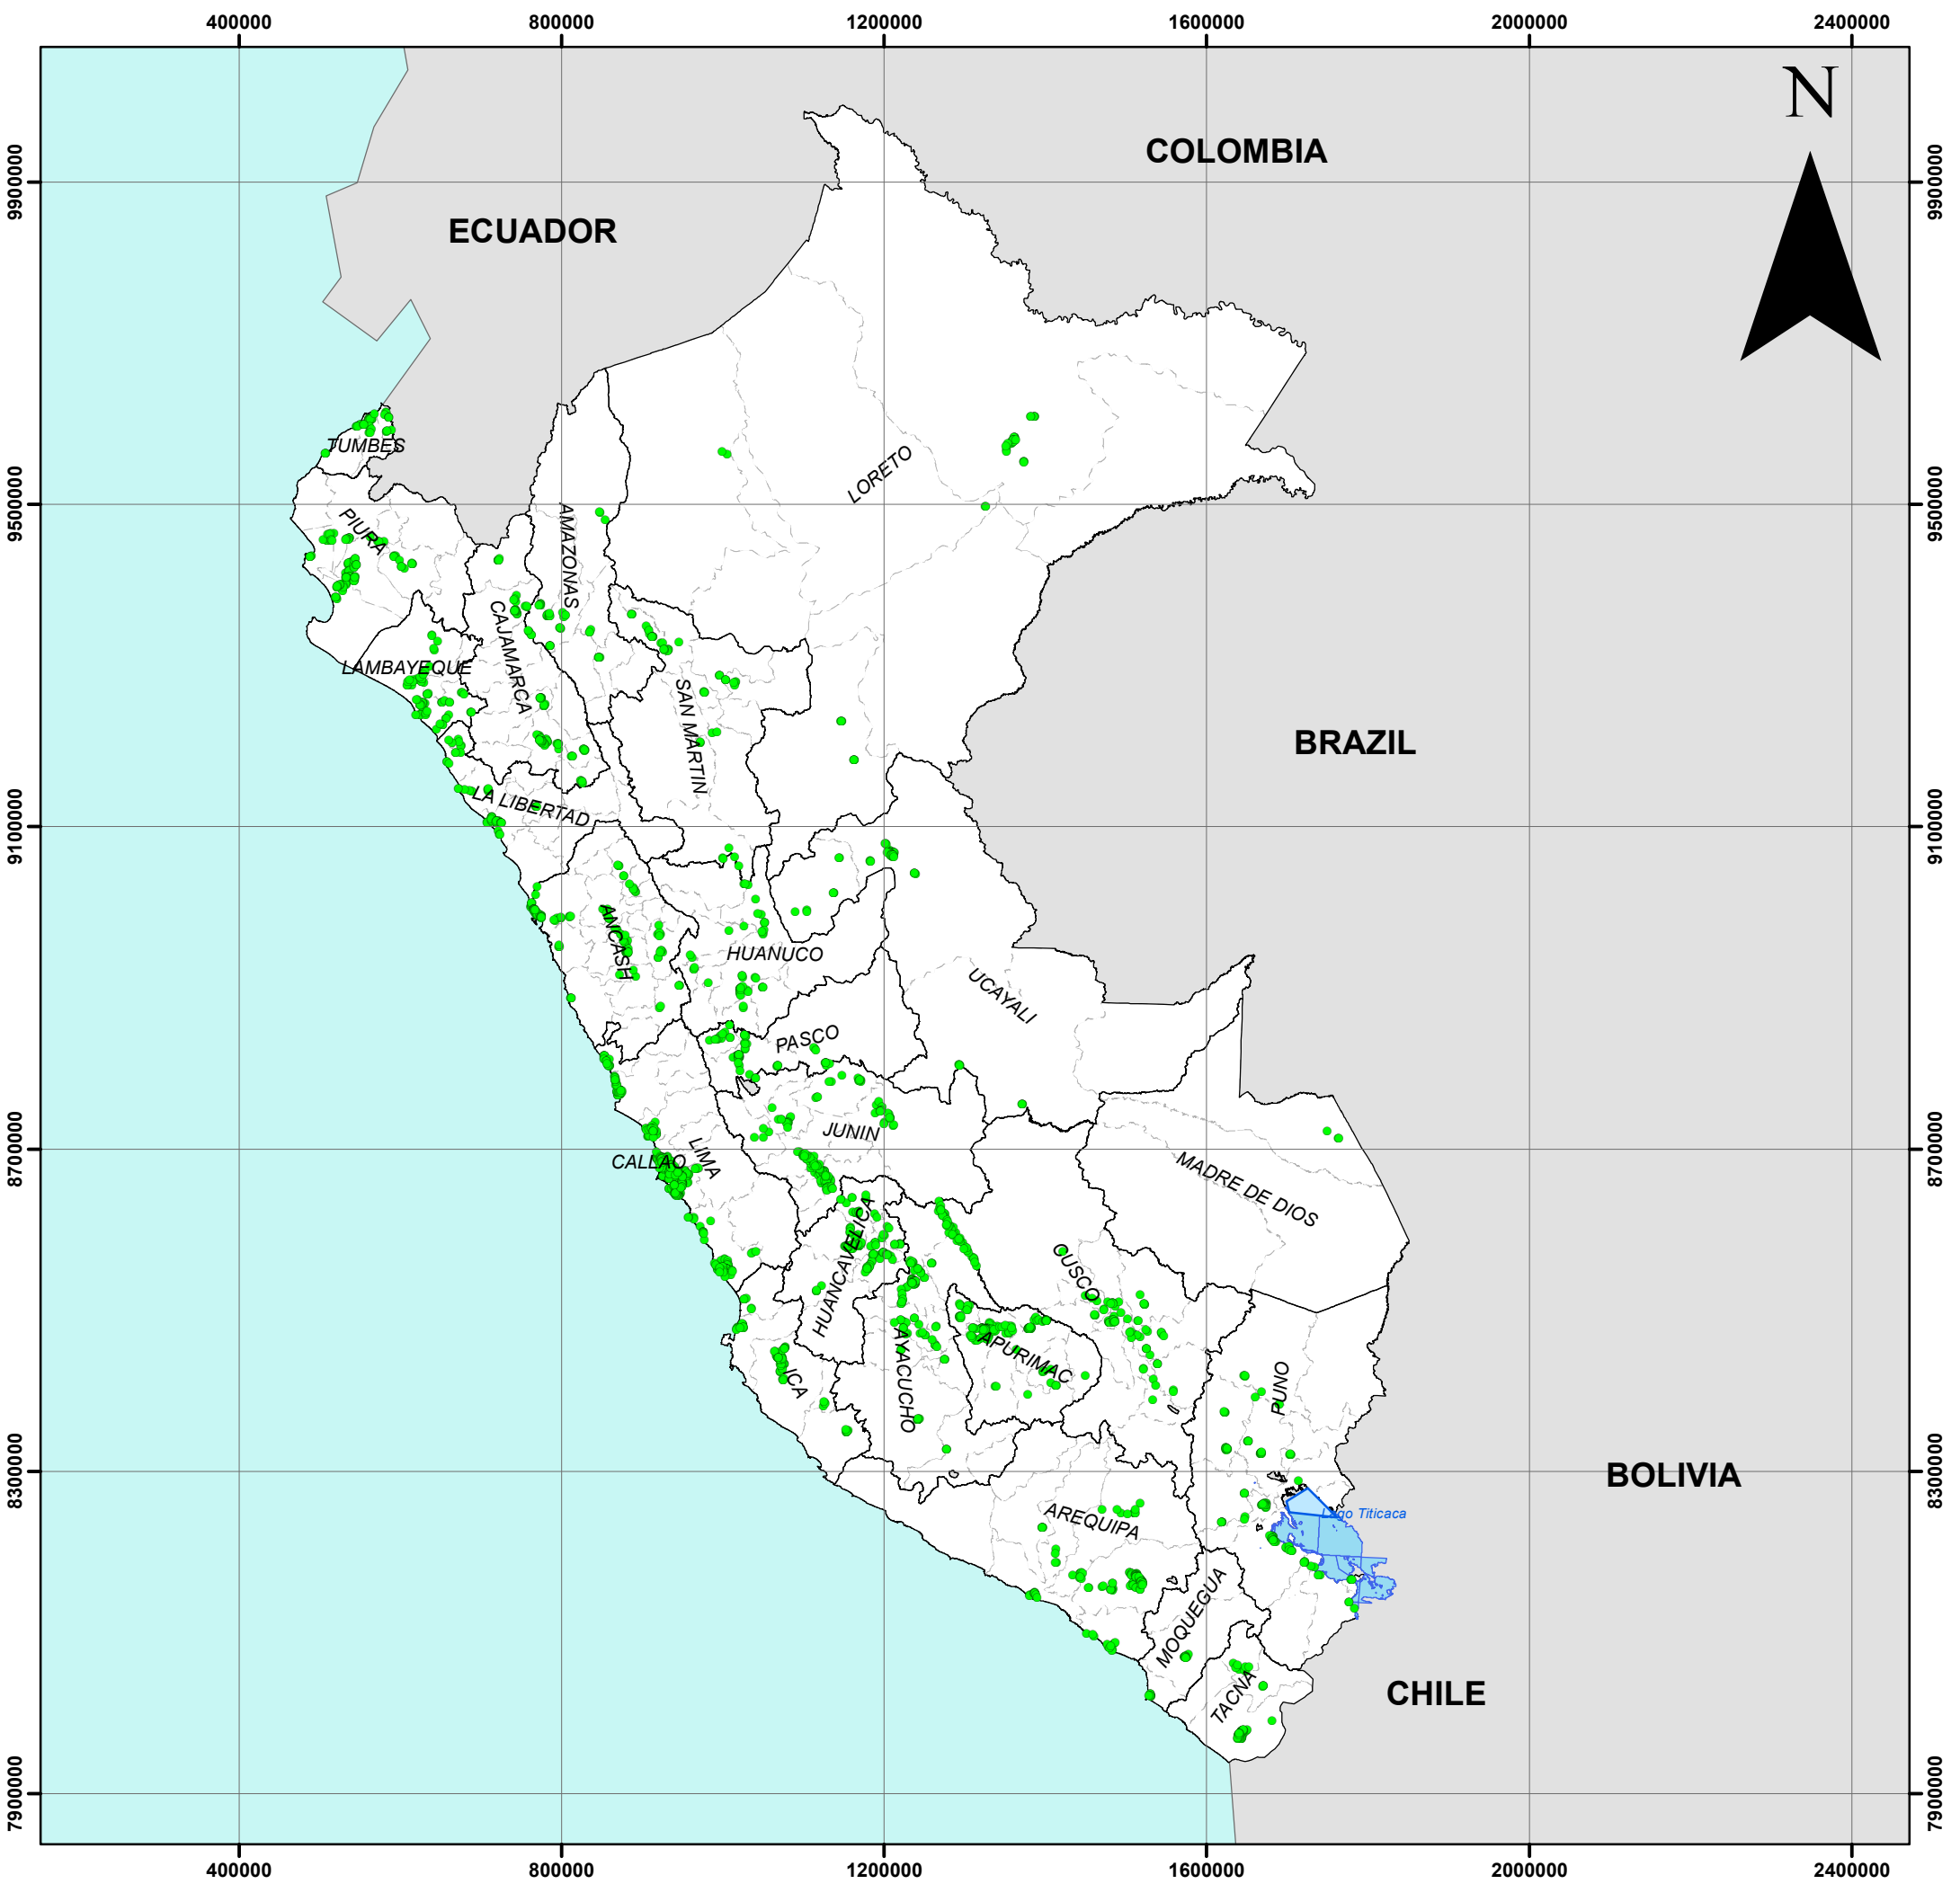 400000 800000 1200000 1600000 2000000 2400000
N
COLOMBIA
9900000 9900000
ECUADOR
TUMBES
LORETO
9500000 9500000
PIURA
AMAZONAS
CAJAMARCA
LAMBAYEQUE
SAN MARTIN
BRAZIL
LA LIBERTAD
9100000 9100000
ANCASH
HUANUCO
UCAYALI
PASCO
JUNIN
8700000 8700000
LIMA
CALLAO
MADRE DE DIOS
HUANCAVELICA
CUSCO
APURIMAC
ICA
AYACUCHO
PUNO
8300000 8300000
BOLIVIA
Lago Titicaca
AREQUIPA
MOQUEGUA
TACNA
CHILE
7900000 7900000
400000 800000 1200000 1600000 2000000 2400000